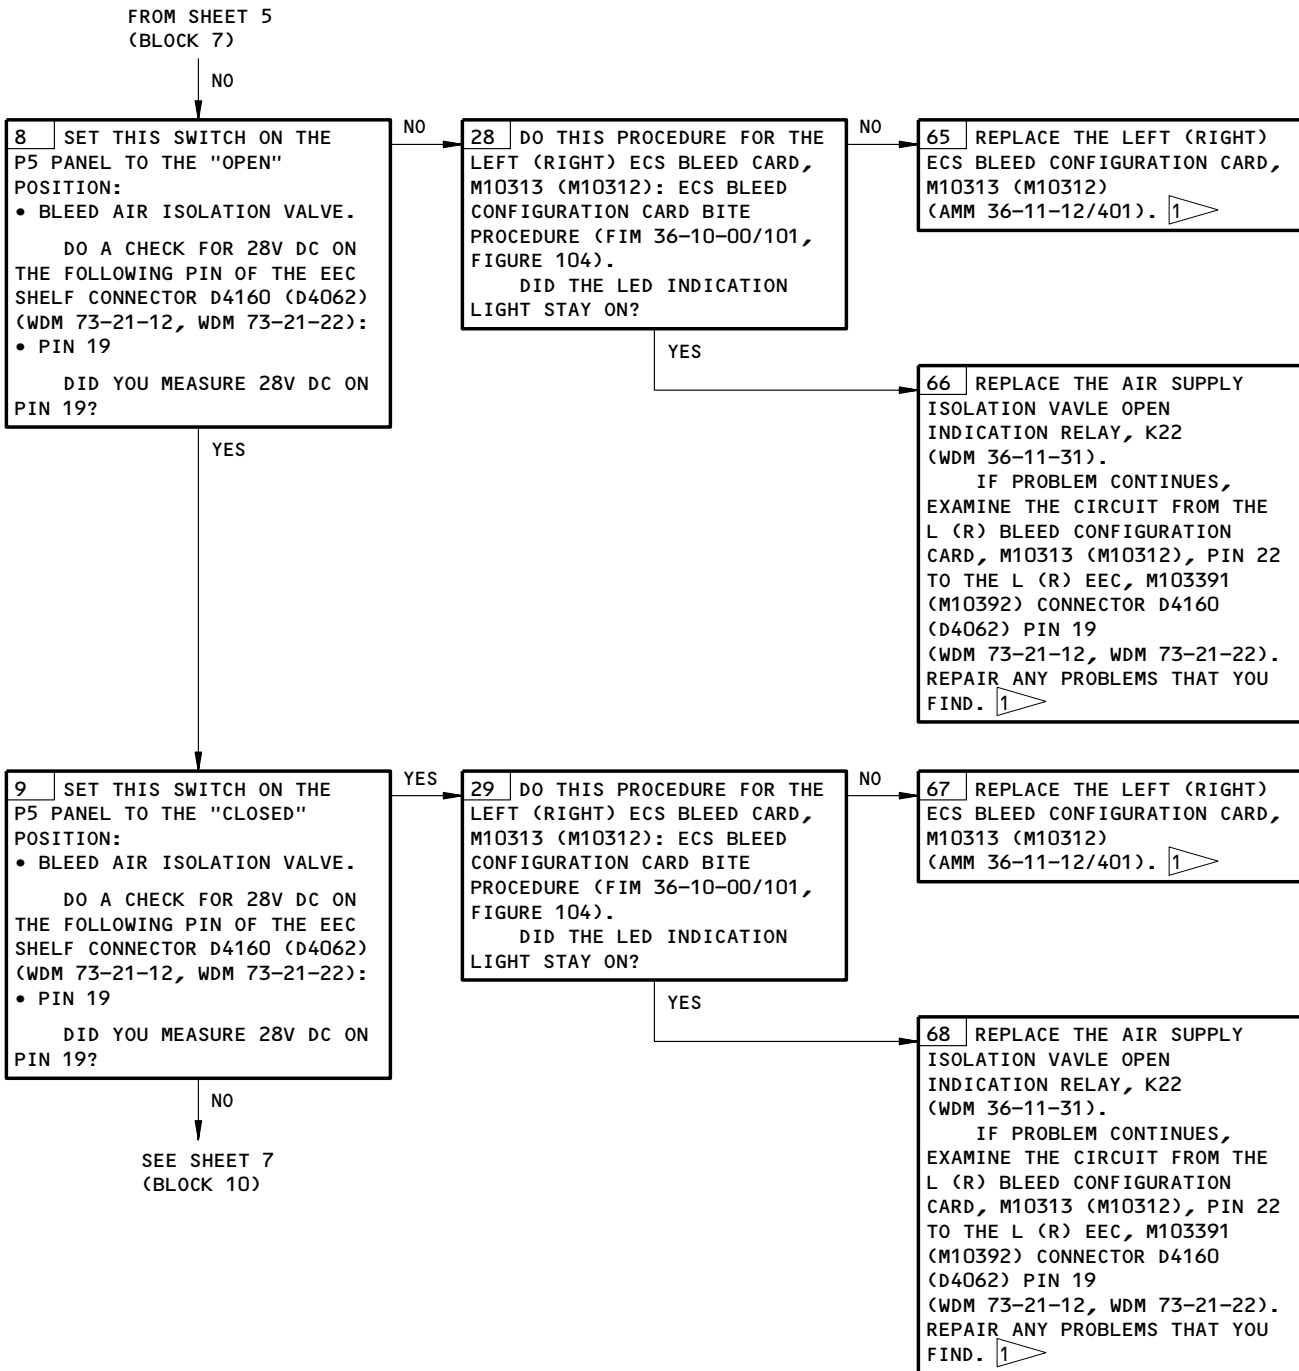 FROM SHEET 5
(BLOCK 7)
NO
8 SET THIS SWITCH ON THE
P5 PANEL TO THE "OPEN"
POSITION:
• BLEED AIR ISOLATION VALVE.
DO A CHECK FOR 28V DC ON
THE FOLLOWING PIN OF THE EEC
SHELF CONNECTOR D4160 (D4062)
(WDM 73-21-12, WDM 73-21-22):
• PIN 19
DID YOU MEASURE 28V DC ON
PIN 19?
NO
28 DO THIS PROCEDURE FOR THE
LEFT (RIGHT) ECS BLEED CARD,
M10313 (M10312): ECS BLEED
CONFIGURATION CARD BITE
PROCEDURE (FIM 36-10-00/101,
FIGURE 104).
DID THE LED INDICATION
LIGHT STAY ON?
NO
65 REPLACE THE LEFT (RIGHT)
ECS BLEED CONFIGURATION CARD,
M10313 (M10312)
(AMM 36-11-12/401). 1
YES
66 REPLACE THE AIR SUPPLY
ISOLATION VAVLE OPEN
INDICATION RELAY, K22
(WDM 36-11-31).
IF PROBLEM CONTINUES,
EXAMINE THE CIRCUIT FROM THE
L (R) BLEED CONFIGURATION
CARD, M10313 (M10312), PIN 22
TO THE L (R) EEC, M103391
(M10392) CONNECTOR D4160
(D4062) PIN 19
(WDM 73-21-12, WDM 73-21-22).
REPAIR ANY PROBLEMS THAT YOU
FIND. 1
YES
9 SET THIS SWITCH ON THE
P5 PANEL TO THE "CLOSED"
POSITION:
• BLEED AIR ISOLATION VALVE.
DO A CHECK FOR 28V DC ON
THE FOLLOWING PIN OF THE EEC
SHELF CONNECTOR D4160 (D4062)
(WDM 73-21-12, WDM 73-21-22):
• PIN 19
DID YOU MEASURE 28V DC ON
PIN 19?
YES
29 DO THIS PROCEDURE FOR THE
LEFT (RIGHT) ECS BLEED CARD,
M10313 (M10312): ECS BLEED
CONFIGURATION CARD BITE
PROCEDURE (FIM 36-10-00/101,
FIGURE 104).
DID THE LED INDICATION
LIGHT STAY ON?
NO
67 REPLACE THE LEFT (RIGHT)
ECS BLEED CONFIGURATION CARD,
M10313 (M10312)
(AMM 36-11-12/401). 1
YES
68 REPLACE THE AIR SUPPLY
ISOLATION VAVLE OPEN
INDICATION RELAY, K22
(WDM 36-11-31).
IF PROBLEM CONTINUES,
EXAMINE THE CIRCUIT FROM THE
L (R) BLEED CONFIGURATION
CARD, M10313 (M10312), PIN 22
TO THE L (R) EEC, M103391
(M10392) CONNECTOR D4160
(D4062) PIN 19
(WDM 73-21-12, WDM 73-21-22).
REPAIR ANY PROBLEMS THAT YOU
FIND. 1
NO
SEE SHEET 7
(BLOCK 10)